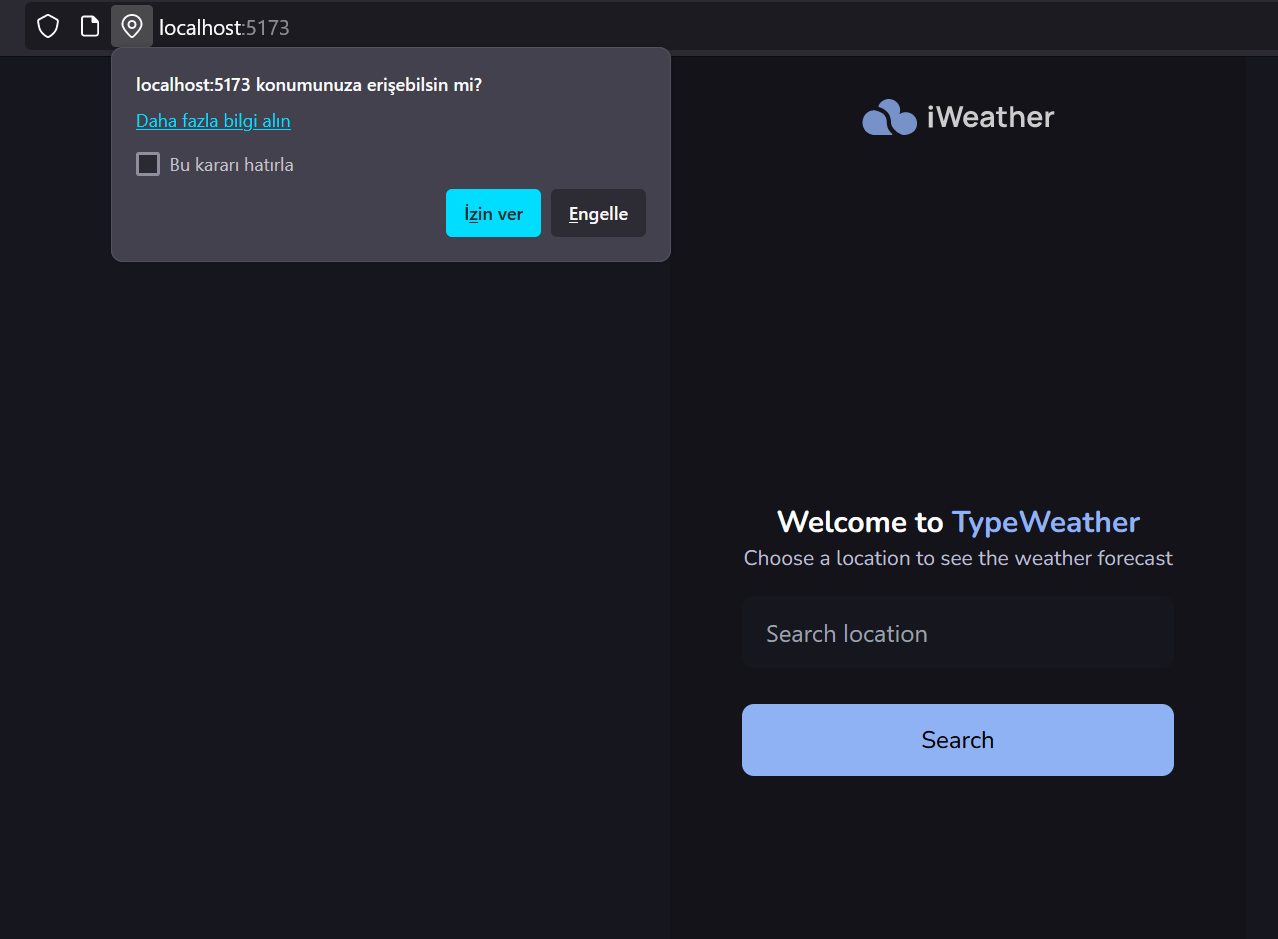 localhost:5173
localhost:5173 konumunuza erişebilsin mi?
Daha fazla bilgi alın
Bu kararı hatırla
İzin ver
Engelle
iWeather
Welcome to TypeWeather
Choose a location to see the weather forecast
Search location
Search